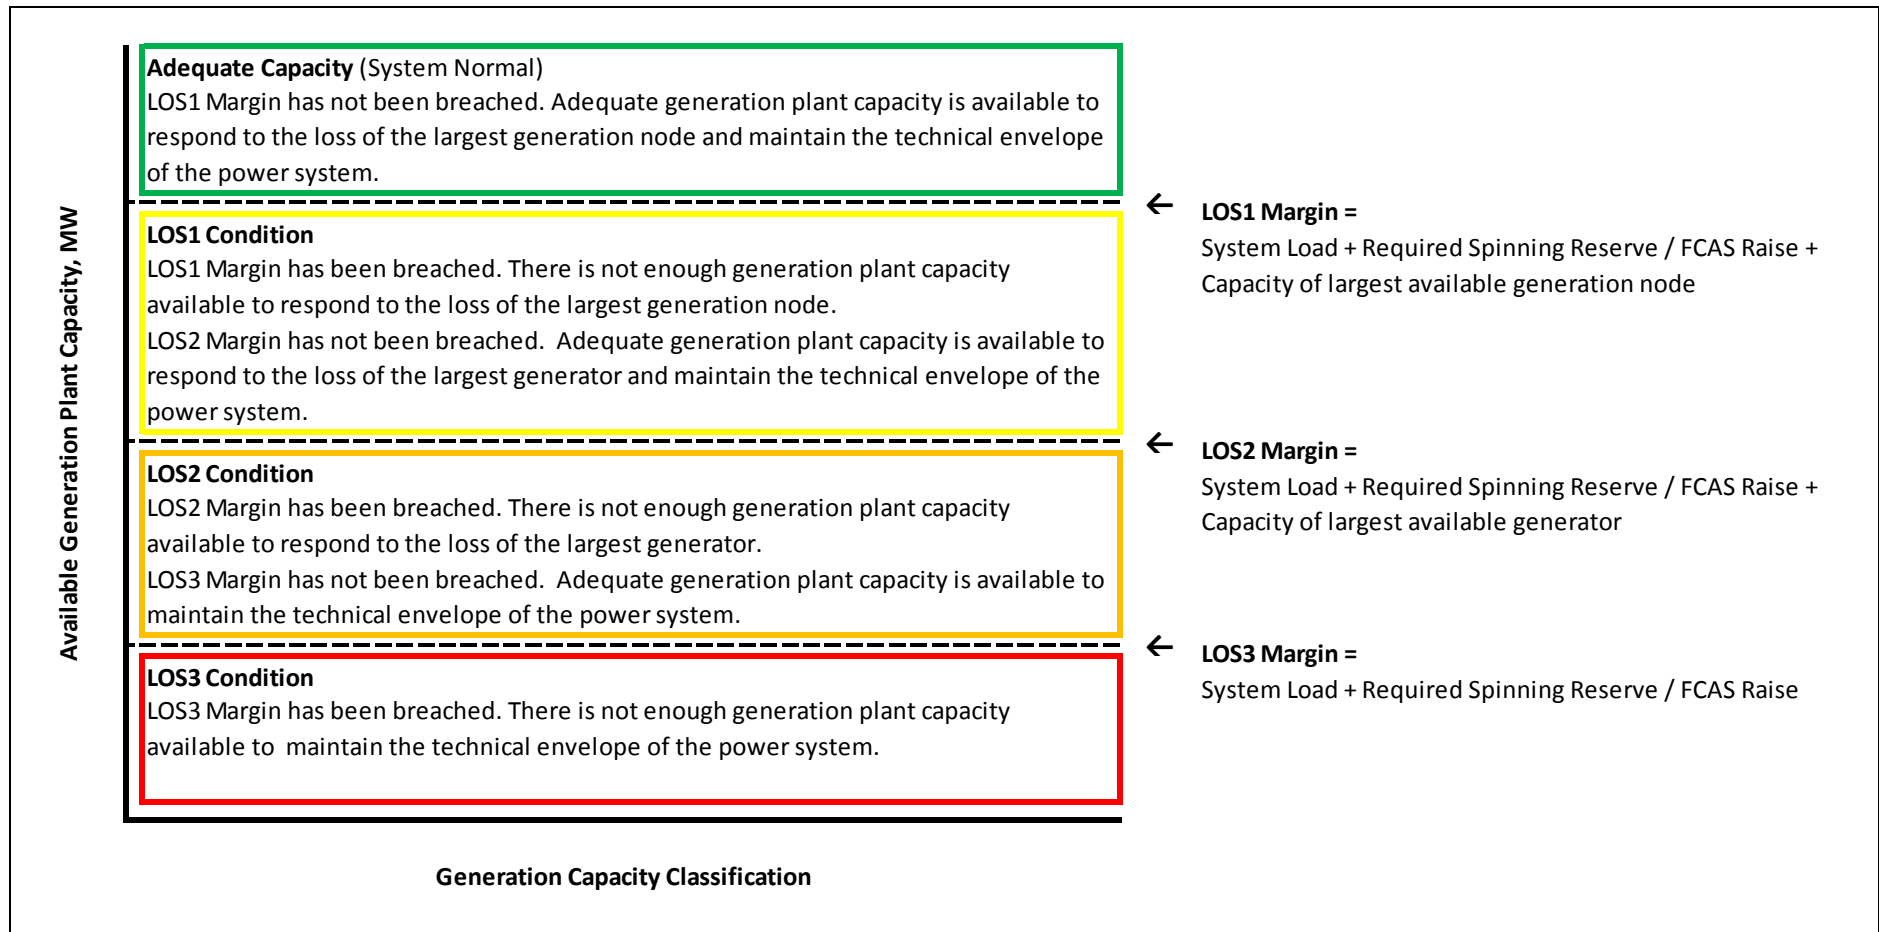 Adequate Capacity (System Normal)
LOS1 Margin has not been breached. Adequate generation plant capacity is available to
respond to the loss of the largest generation node and maintain the technical envelope
of the power system.
LOS1 Margin =
System Load + Required Spinning Reserve / FCAS Raise +
Capacity of largest available generation node
LOS1 Condition
LOS1 Margin has been breached. There is not enough generation plant capacity
available to respond to the loss of the largest generation node.
LOS2 Margin has not been breached.  Adequate generation plant capacity is available to
respond to the loss of the largest generator and maintain the technical envelope of the
power system.
LOS2 Margin =
System Load + Required Spinning Reserve / FCAS Raise +
Capacity of largest available generator
LOS2 Condition
LOS2 Margin has been breached. There is not enough generation plant capacity
available to respond to the loss of the largest generator.
LOS3 Margin has not been breached.  Adequate generation plant capacity is available to
maintain the technical envelope of the power system.
LOS3 Margin =
System Load + Required Spinning Reserve / FCAS Raise
LOS3 Condition
LOS3 Margin has been breached. There is not enough generation plant capacity
available to  maintain the technical envelope of the power system.
Available Generation Plant Capacity, MW
Generation Capacity Classification